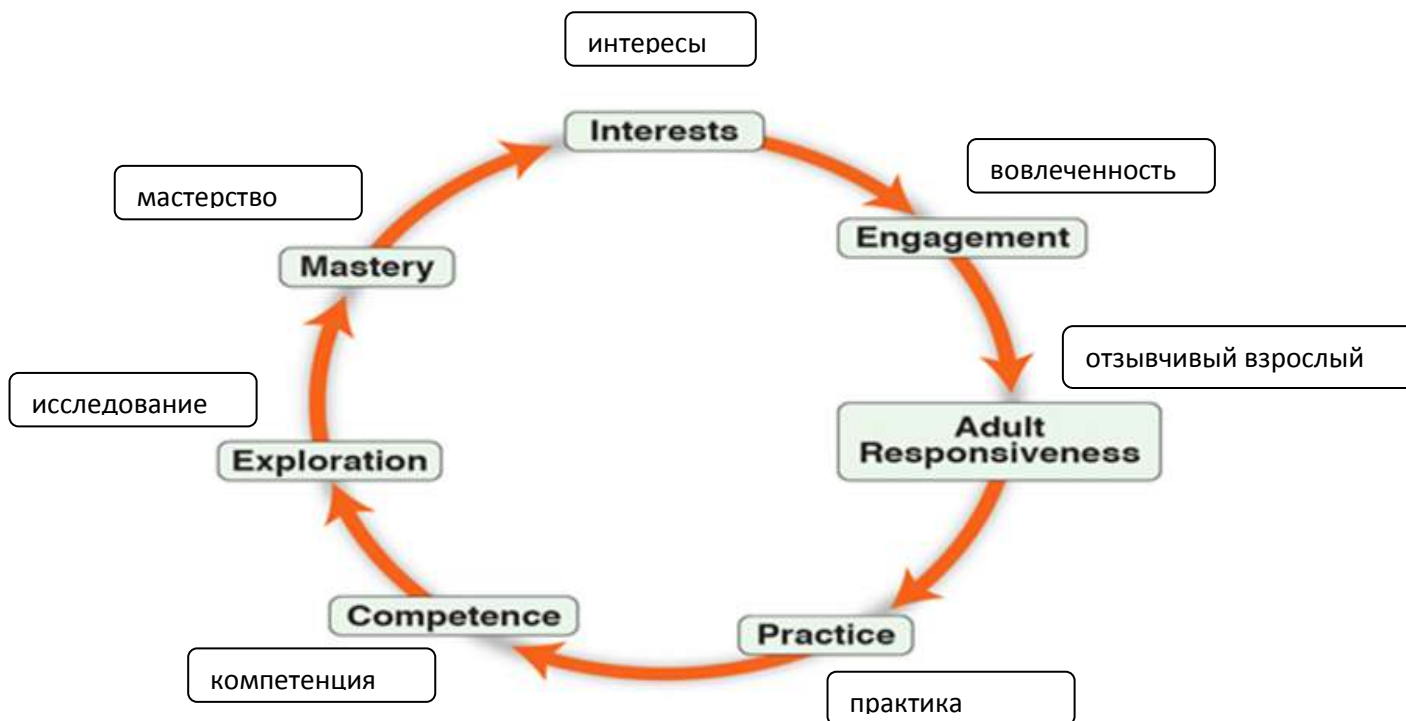 интересы
Interests
вовлеченность
Engagement
отзывчивый взрослый
Adult
Responsiveness
практика
Practice
компетенция
Competence
исследование
Exploration
мастерство
Mastery